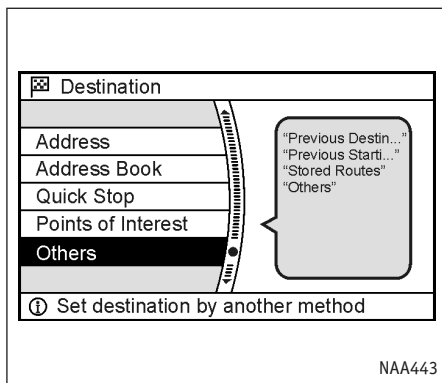 Destination
Address
Address Book
Quick Stop
Points of Interest
Others
“Previous Destin...”
“Previous Starti...”
“Stored Routes”
“Others”
Set destination by another method
NAA443